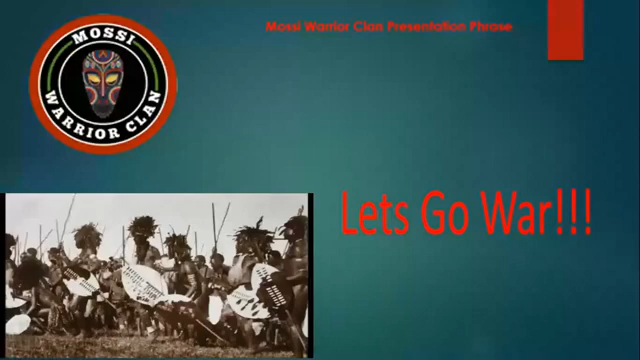 Mossi Warrior Clan Presentation Phrase
MOSSI
WARRIOR CLAN
Lets Go War!!!